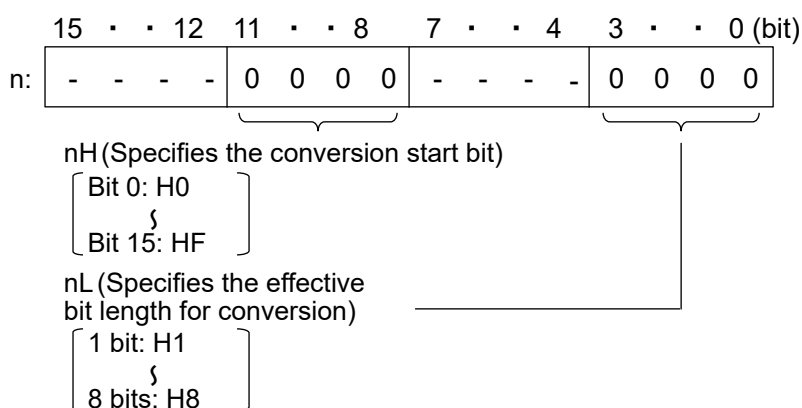 15 · · 12 11 · · 8 7 · · 4 3 · · 0 (bit)
n: - - - - 0 0 0 0 - - - - 0 0 0 0
nH (Specifies the conversion start bit)
Bit 0: H0
~
Bit 15: HF
nL (Specifies the effective
bit length for conversion)
1 bit: H1
~
8 bits: H8